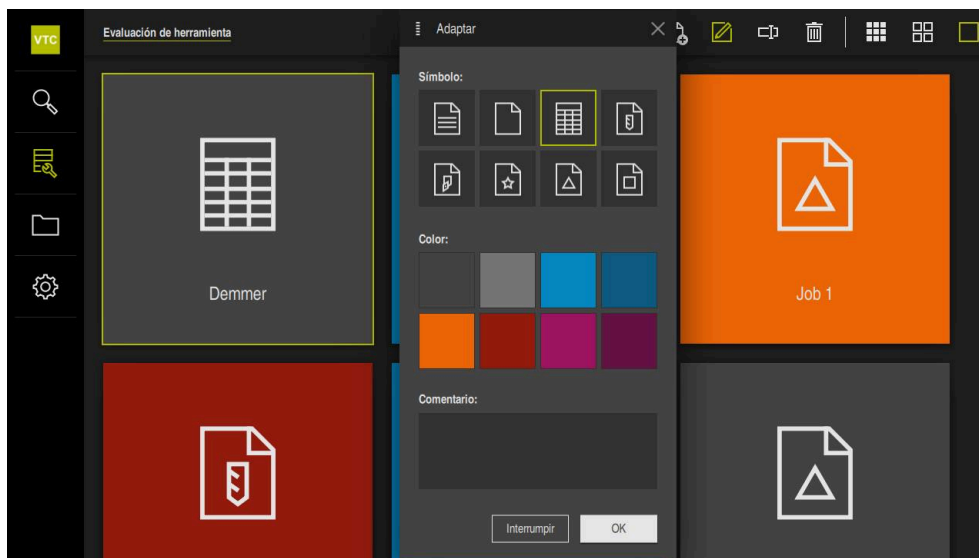 VTC
Evaluación de herramienta
Adaptar
Símbolo:
Demmer
Color:
Job 1
Comentario:
Interrumpir
OK